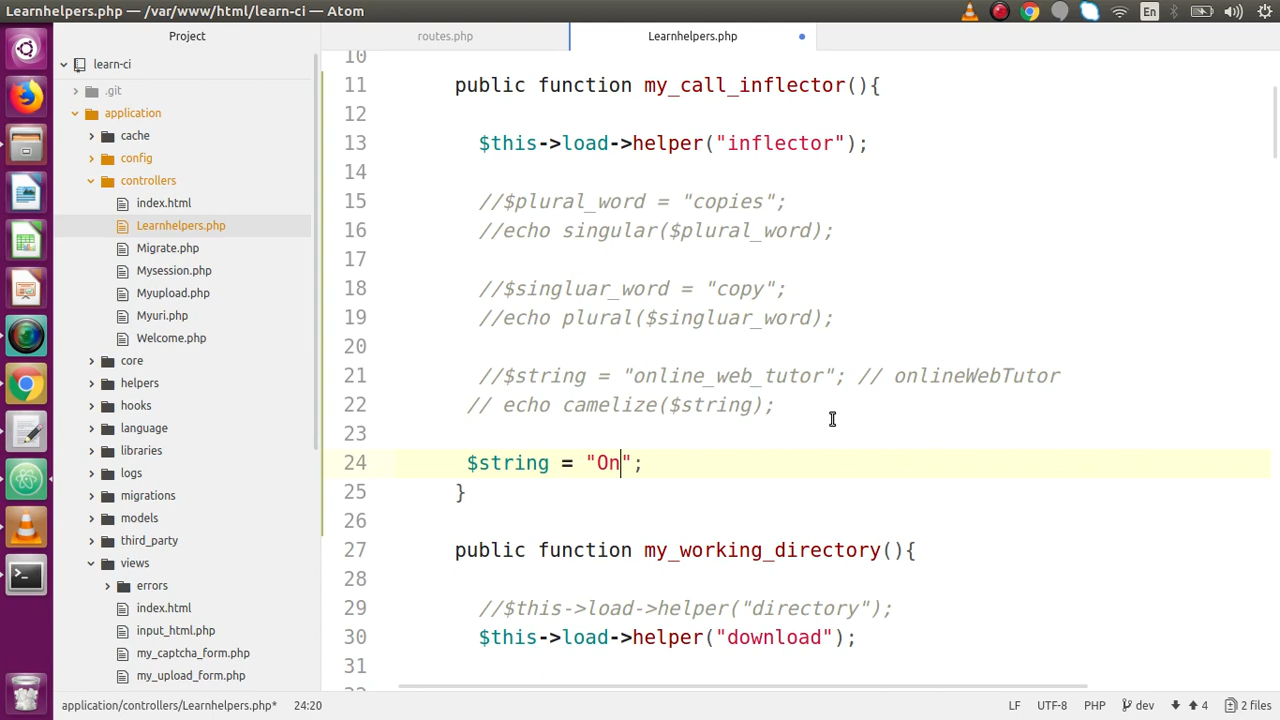 Learnhelpers.php — /var/www/html/learn-ci — Atom
En
Project
routes.php
Learnhelpers.php
learn-ci
.git
application
cache
config
controllers
index.html
Learnhelpers.php
Migrate.php
Mysession.php
Myupload.php
Myuri.php
Welcome.php
core
helpers
hooks
language
libraries
logs
migrations
models
third_party
views
errors
index.html
input_html.php
my_captcha_form.php
my_upload_form.php
10
11 public function my_call_inflector(){
12
13 $this->load->helper("inflector");
14
15 //$plural_word = "copies";
16 //echo singular($plural_word);
17
18 //$singluar_word = "copy";
19 //echo plural($singluar_word);
20
21 //$string = "online_web_tutor"; // onlineWebTutor
22 // echo camelize($string);
23
24 $string = "On";
25 }
26
27 public function my_working_directory(){
28
29 //$this->load->helper("directory");
30 $this->load->helper("download");
31
application/controllers/Learnhelpers.php* 24:20
LF UTF-8 PHP dev 4 2 files